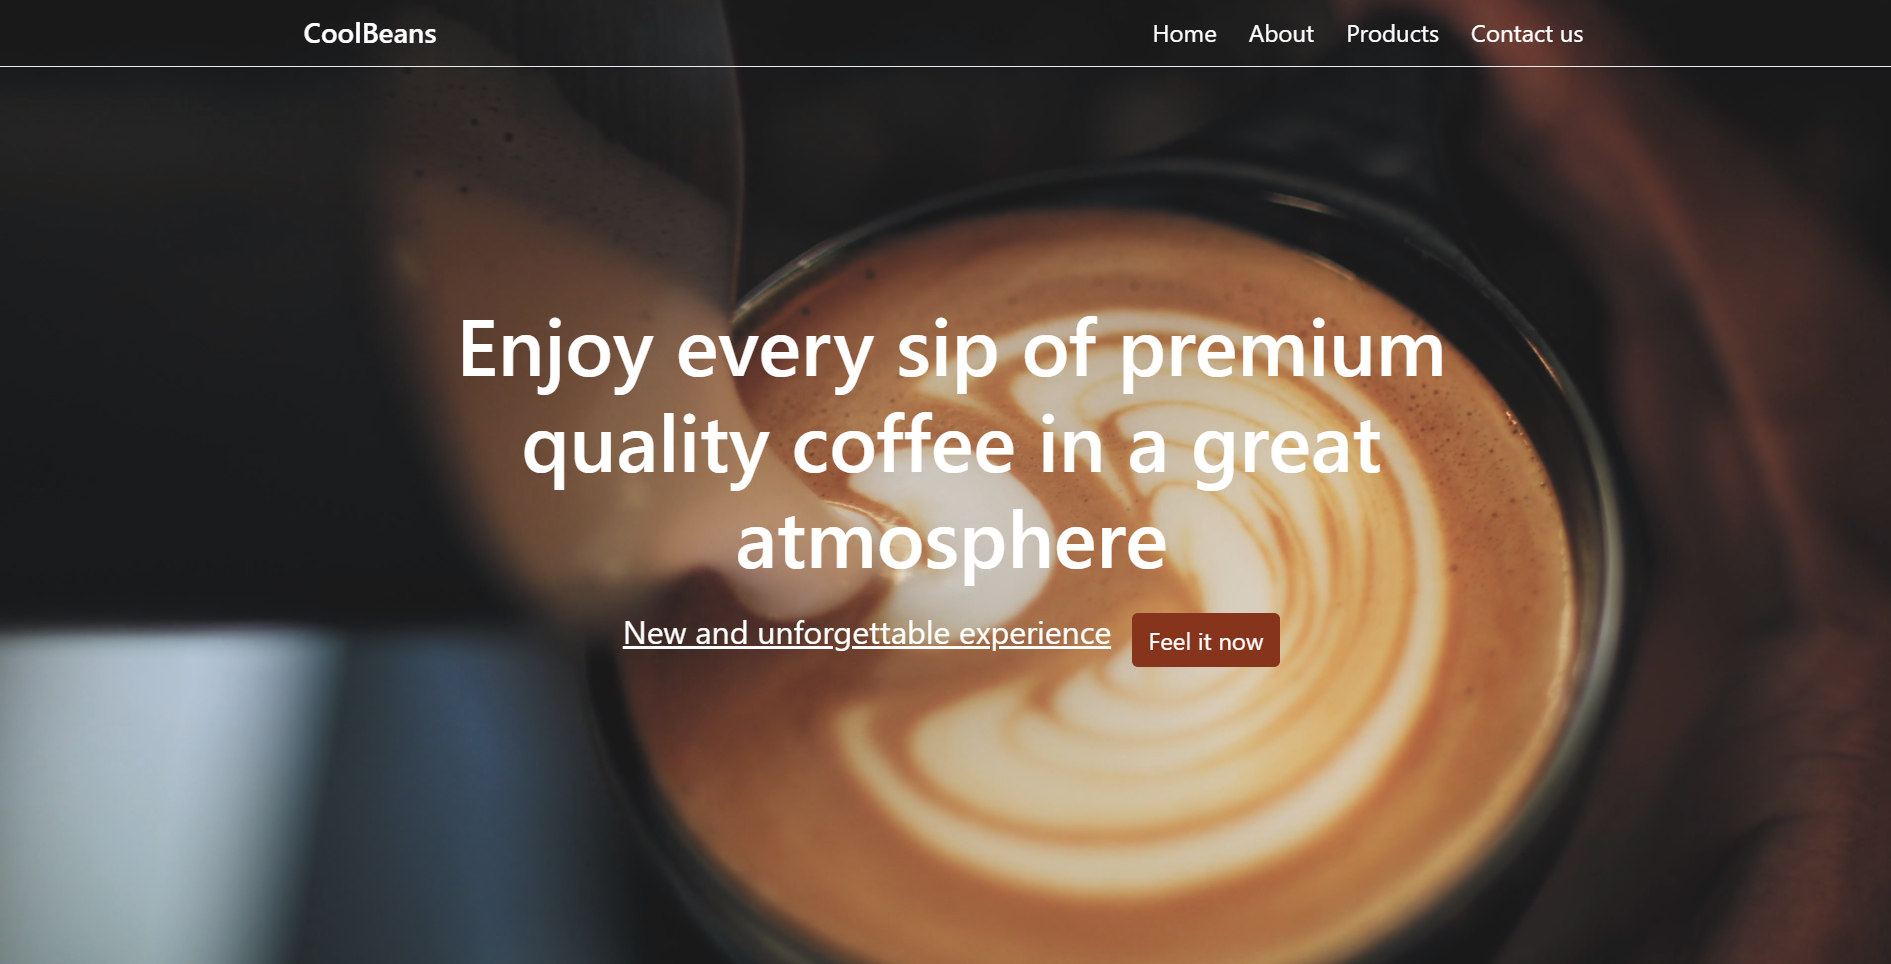 CoolBeans
Home About Products Contact us
Enjoy every sip of premium
quality coffee in a great
atmosphere
New and unforgettable experience
Feel it now